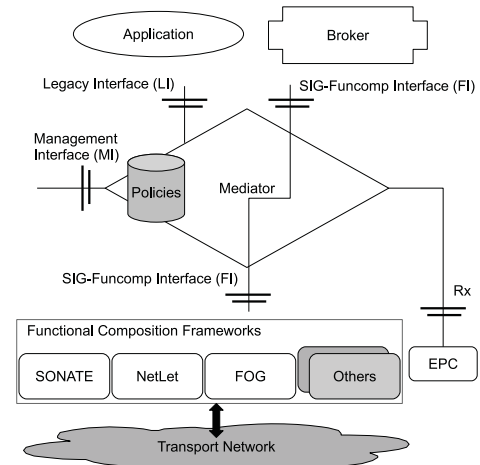 Application
Broker
Legacy Interface (LI)
SIG-Funcomp Interface (FI)
Management
Interface (MI)
Policies
Mediator
SIG-Funcomp Interface (FI)
Rx
Functional Composition Frameworks
SONATE
NetLet
FOG
Others
EPC
Transport Network